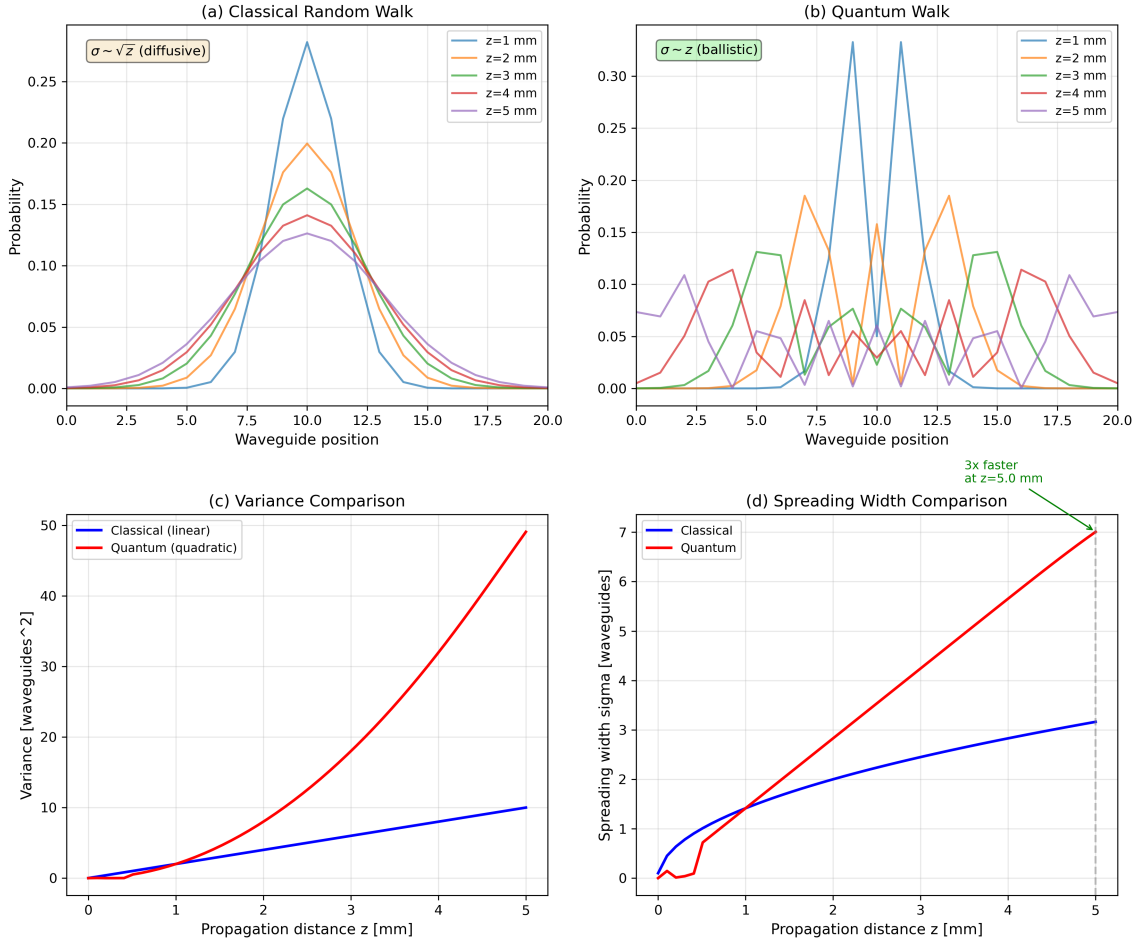 (a) Classical Random Walk
σ ~ √z (diffusive)
z=1 mm
z=2 mm
z=3 mm
z=4 mm
z=5 mm
Probability
0.25
0.20
0.15
0.10
0.05
0.00
0.0 2.5 5.0 7.5 10.0 12.5 15.0 17.5 20.0
Waveguide position
(b) Quantum Walk
σ ~ z (ballistic)
z=1 mm
z=2 mm
z=3 mm
z=4 mm
z=5 mm
Probability
0.30
0.25
0.20
0.15
0.10
0.05
0.00
0.0 2.5 5.0 7.5 10.0 12.5 15.0 17.5 20.0
Waveguide position
(c) Variance Comparison
Classical (linear)
Quantum (quadratic)
Variance [waveguides^2]
50
40
30
20
10
0
0 1 2 3 4 5
Propagation distance z [mm]
3x faster
at z=5.0 mm
(d) Spreading Width Comparison
Classical
Quantum
Spreading width sigma [waveguides]
7
6
5
4
3
2
1
0
0 1 2 3 4 5
Propagation distance z [mm]